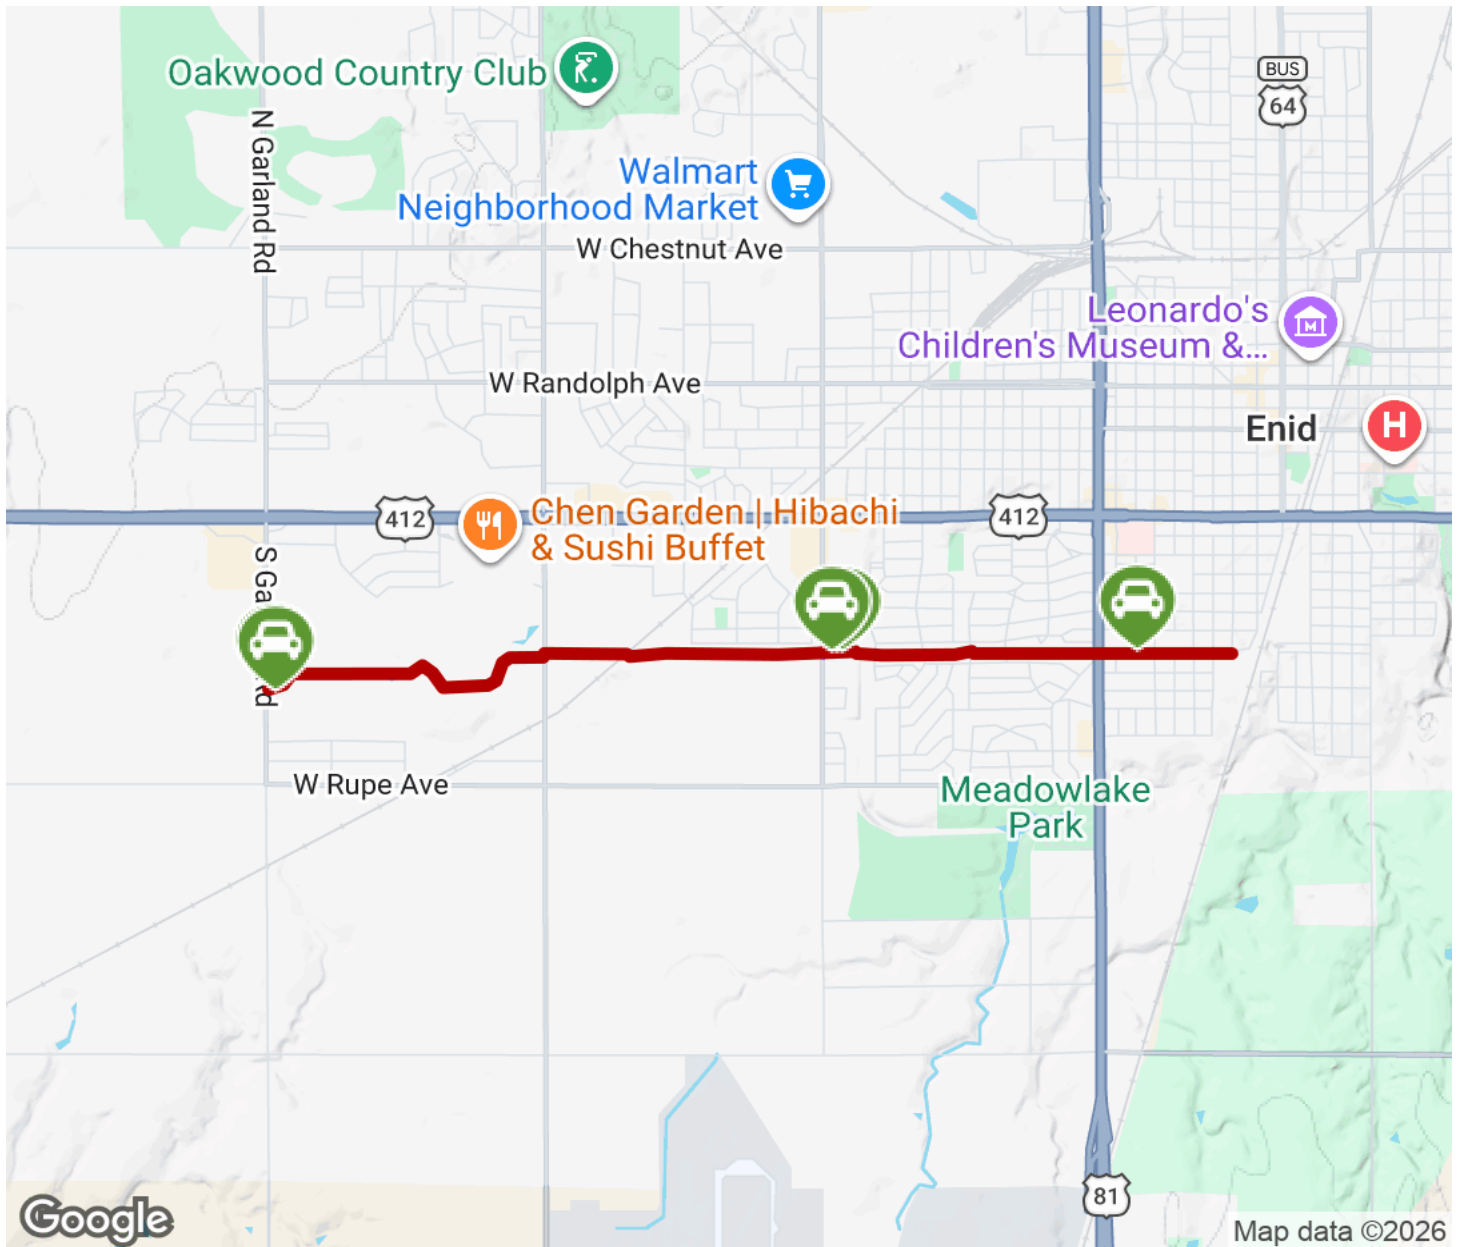 Oakwood Country Club
BUS
64
N Garland Rd
Walmart
Neighborhood Market
W Chestnut Ave
Leonardo's
Children's Museum &...
M
W Randolph Ave
Enid
H
412
412
Chen Garden | Hibachi
& Sushi Buffet
S Ga
Rd
W Rupe Ave
Meadowlake
Park
81
Google
Map data ©2026